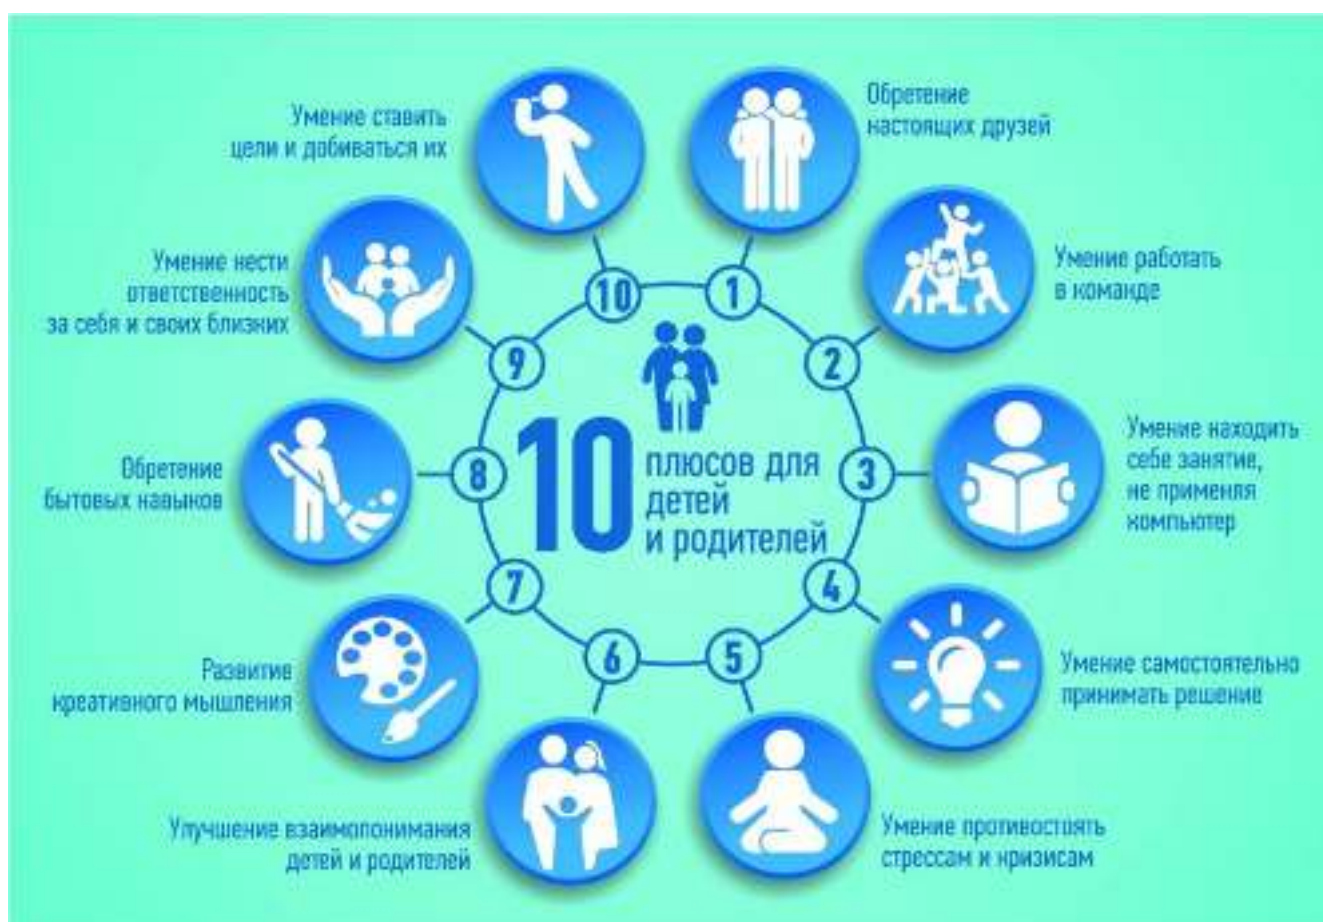 10
плюсов для
детей
и родителей
1
Обретение
настоящих друзей
2
Умение работать
в команде
3
Умение находить
себе занятие,
не применяя
компьютер
4
Умение самостоятельно
принимать решение
5
Умение противостоять
стрессам и кризисам
6
Улучшение взаимопонимания
детей и родителей
7
Развитие
креативного мышления
8
Обретение
бытовых навыков
9
Умение нести
ответственность
за себя и своих близких
10
Умение ставить
цели и добиваться их